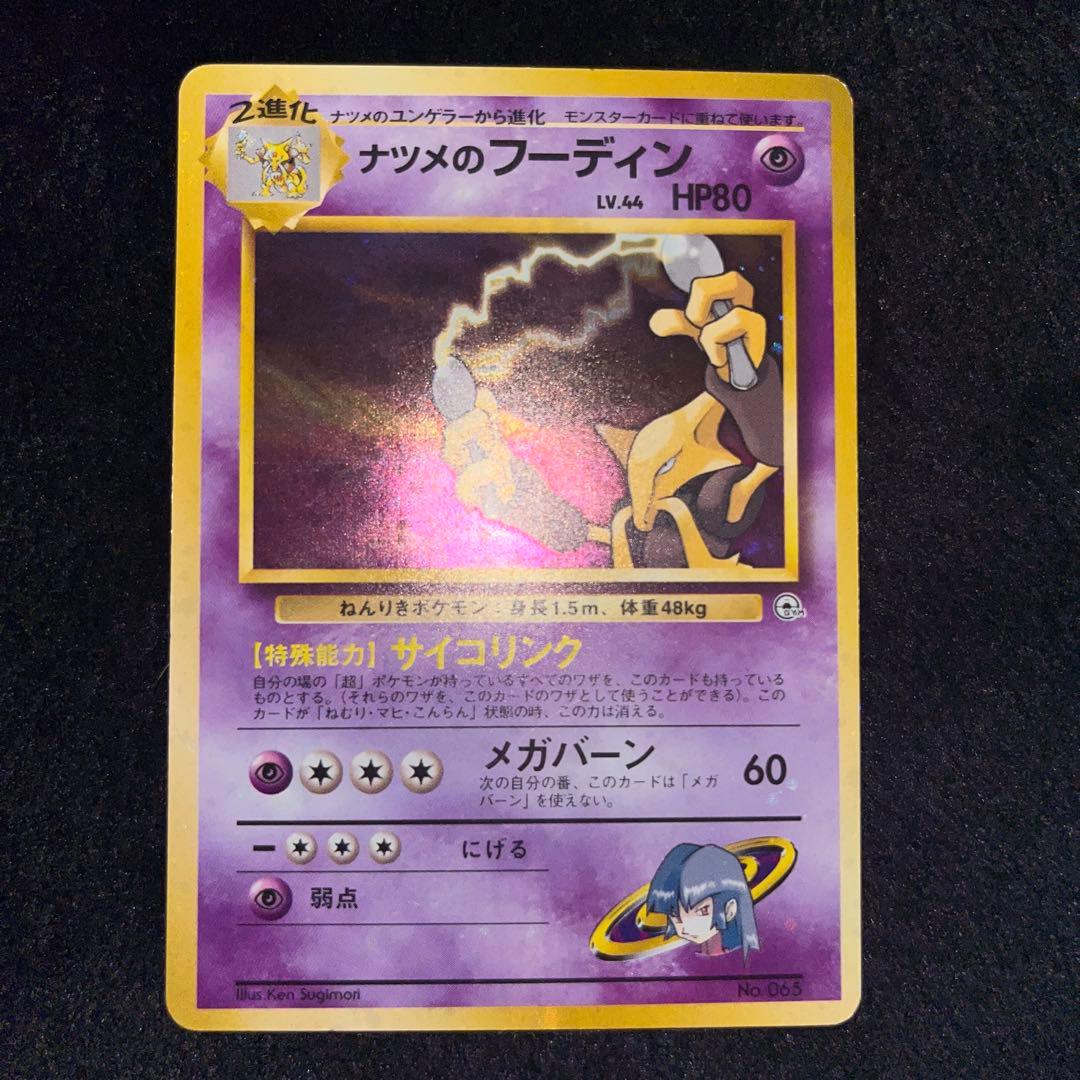 2進化 ナツメのユンゲラーから進化 モンスターカードに重ねて使います。
ナツメのフーディン
LV.44 HP80
ねんりきポケモン：身長1.5m、体重48kg
GYM
【特殊能力】サイコリンク
自分の場の「超」ポケモンが持っているすべてのワザを、このカードも持っている
ものとする。（それらのワザを、このカードのワザとして使うことができる）。この
カードが「ねむり・マヒ・こんらん」状態の時、この力は消える。
メガバーン 60
次の自分の番、このカードは「メガ
バーン」を使えない。
ー にげる
弱点
Illus.Ken Sugimori No. 065